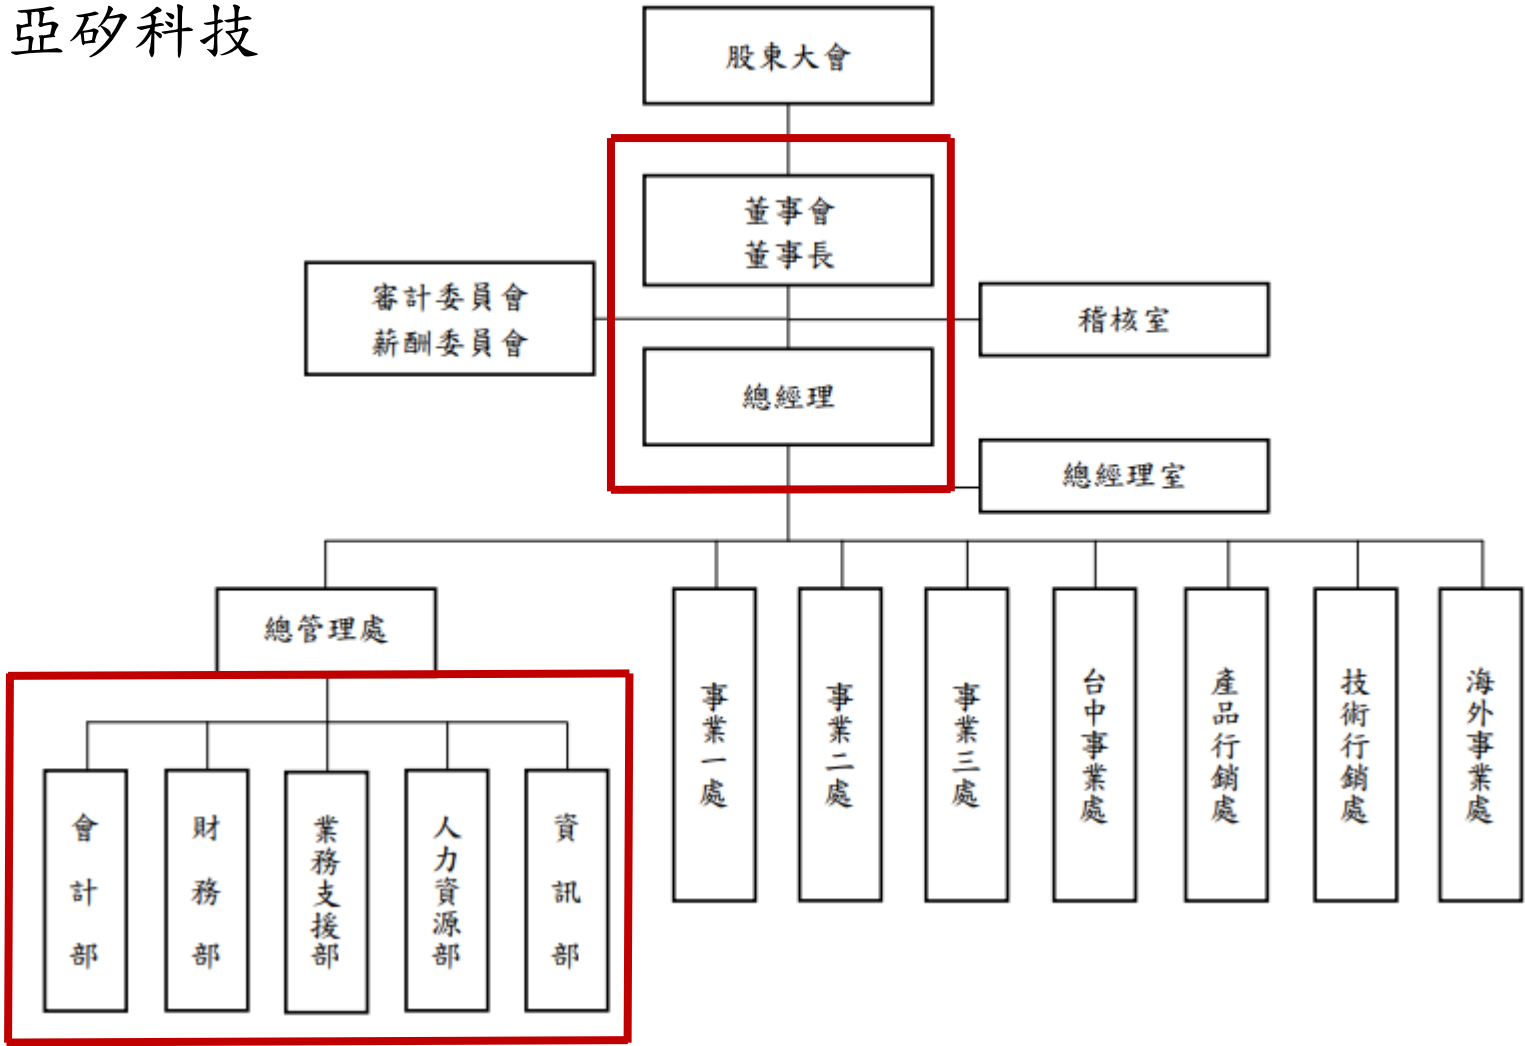 亞矽科技
股東大會
董事會
董事長
審計委員會
薪酬委員會
稽核室
總經理
總經理室
總管理處
事業一處
事業二處
事業三處
台中事業處
產品行銷處
技術行銷處
海外事業處
會計部
財務部
業務支援部
人力資源部
資訊部